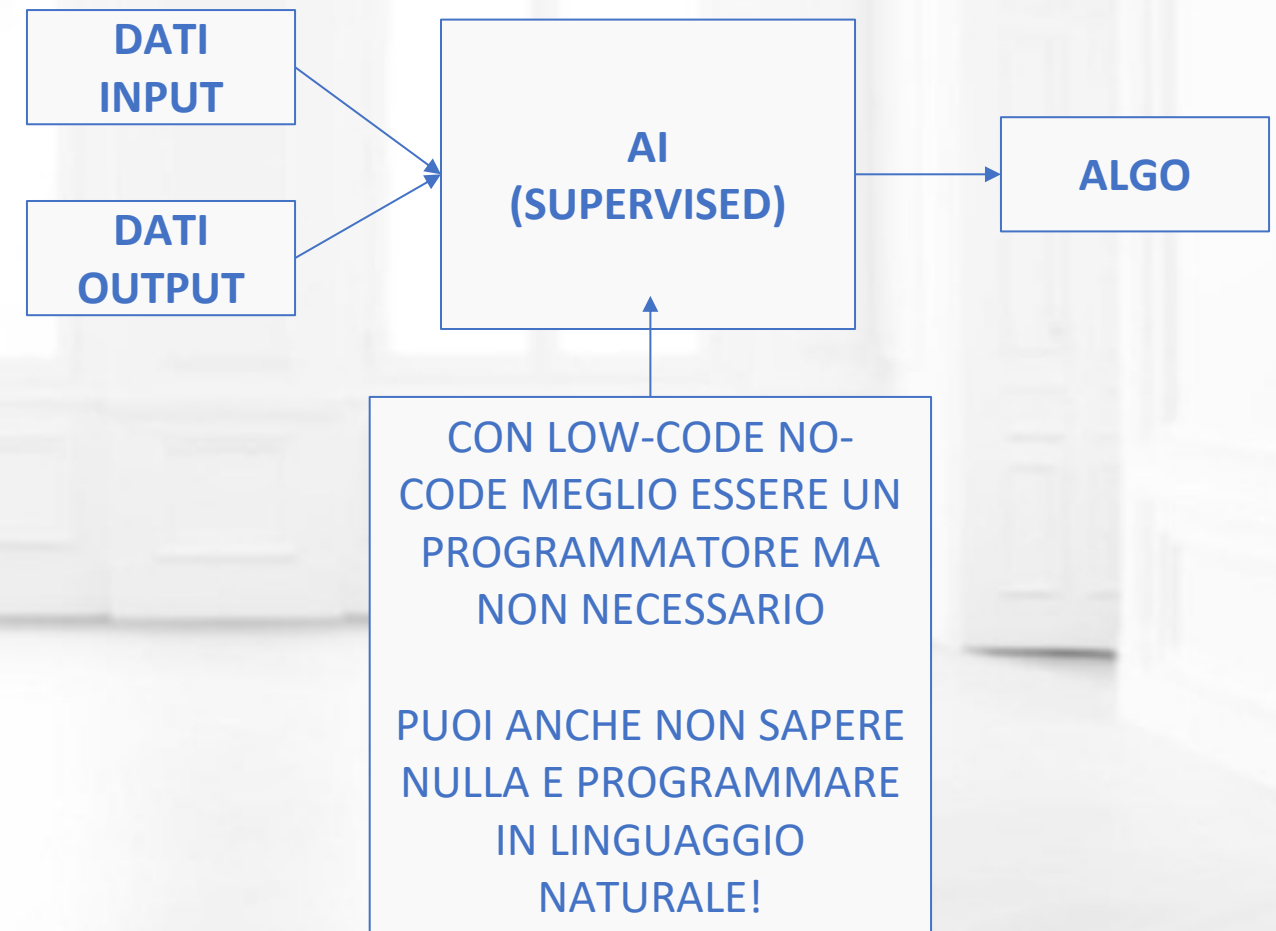 DATI
INPUT
DATI
OUTPUT
AI
(SUPERVISED)
ALGO
CON LOW-CODE NO-
CODE MEGLIO ESSERE UN
PROGRAMMATORE MA
NON NECESSARIO
PUOI ANCHE NON SAPERE
NULLA E PROGRAMMARE
IN LINGUAGGIO
NATURALE!